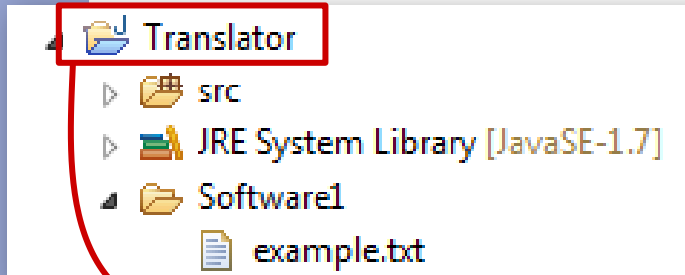 Translator
src
JRE System Library [JavaSE-1.7]
Software1
example.txt